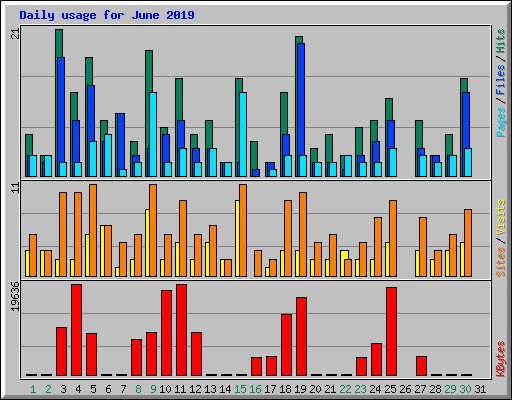 Daily usage for June 2019
21
Pages/Files/Hits
11
Sites/Visits
19636
KBytes
1 2 3 4 5 6 7 8 9 10 11 12 13 14 15 16 17 18 19 20 21 22 23 24 25 26 27 28 29 30 31